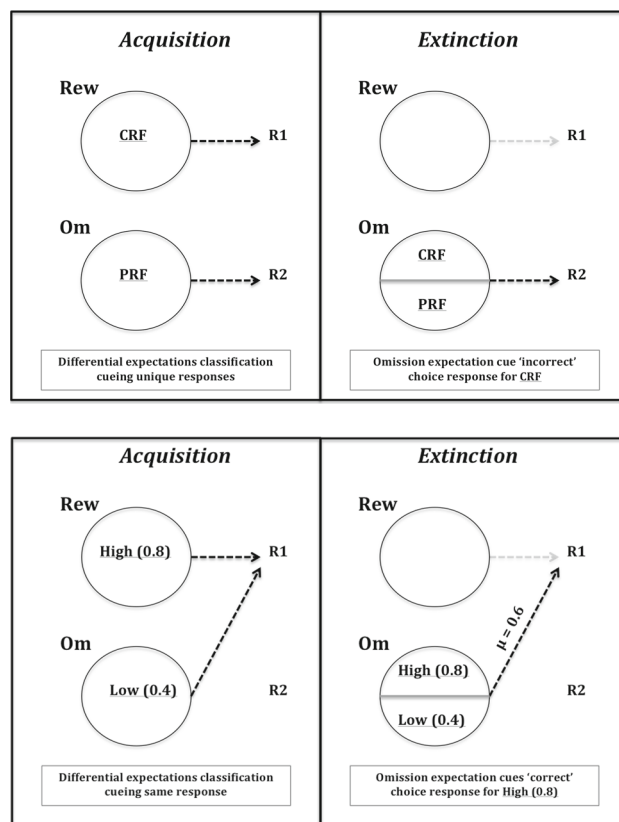 Acquisition
Extinction
Rew
Rew
CRF
R1
R1
Om
Om
PRF
R2
CRF
PRF
R2
Differential expectations classification
cueing unique responses
Omission expectation cue ‘incorrect’
choice response for CRF
Acquisition
Extinction
Rew
Rew
High (0.8)
R1
R1
μ = 0.6
Om
Om
Low (0.4)
R2
High (0.8)
Low (0.4)
R2
Differential expectations classification
cueing same response
Omission expectation cues ‘correct’
choice response for High (0.8)